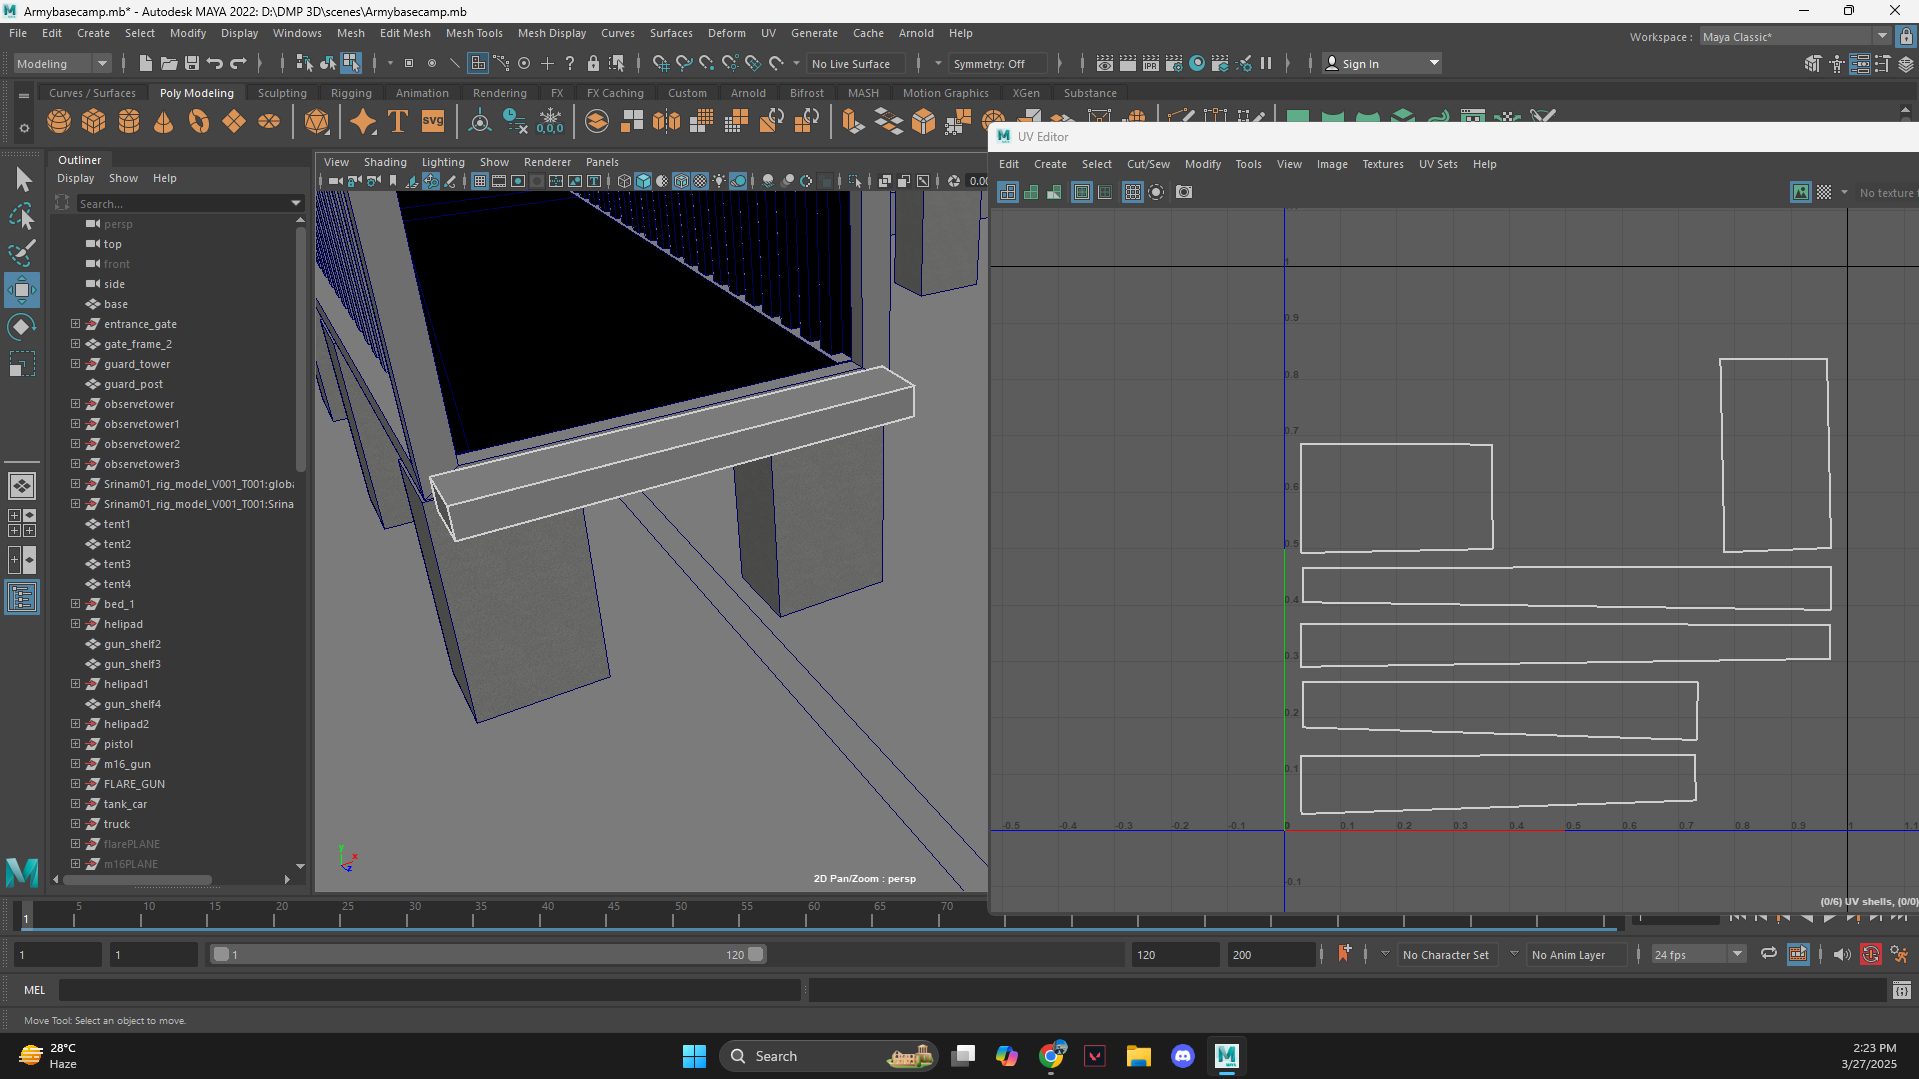 Armybasecamp.mb* - Autodesk MAYA 2022: D:\DMP 3D\scenes\Armybasecamp.mb
File Edit Create Select Modify Display Windows Mesh Edit Mesh Mesh Tools Mesh Display Curves Surfaces Deform UV Generate Cache Arnold Help
Workspace : Maya Classic*
Modeling No Live Surface Symmetry: Off Sign In
Curves / Surfaces Poly Modeling Sculpting Rigging Animation Rendering FX FX Caching Custom Arnold Bifrost MASH Motion Graphics XGen Substance
T svg 0,0,0
UV Editor
Outliner
View Shading Lighting Show Renderer Panels
Edit Create Select Cut/Sew Modify Tools View Image Textures UV Sets Help
Display Show Help
0.00
No texture
Search...
persp
top
front
side
base
entrance_gate
gate_frame_2
guard_tower
guard_post
observetower
observetower1
observetower2
observetower3
Srinam01_rig_model_V001_T001:globa
Srinam01_rig_model_V001_T001:Srina
tent1
tent2
tent3
tent4
bed_1
helipad
gun_shelf2
gun_shelf3
helipad1
gun_shelf4
helipad2
pistol
m16_gun
FLARE_GUN
tank_car
truck
flarePLANE
m16PLANE
y
x
z
2D Pan/Zoom : persp
1
0.9
0.8
0.7
0.6
0.5
0.4
0.3
0.2
0.1
-0.5 -0.4 -0.3 -0.2 -0.1 0 0.1 0.2 0.3 0.4 0.5 0.6 0.7 0.8 0.9 1 1.1
-0.1
(0/6) UV shells, (0/0)
1 5 10 15 20 25 30 35 40 45 50 55 60 65 70
1 1 1 120 120 200 No Character Set No Anim Layer 24 fps
MEL
Move Tool: Select an object to move.
28°C
Haze
Search
MAYA
2:23 PM
3/27/2025